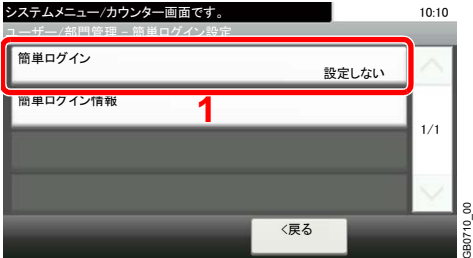 システムメニュー/カウンター画面です。 10:10
ユーザー/部門管理 - 簡単ログイン設定
簡単ログイン
設定しない
簡単ログイン情報
1
1/1
<戻る
GB0710_00